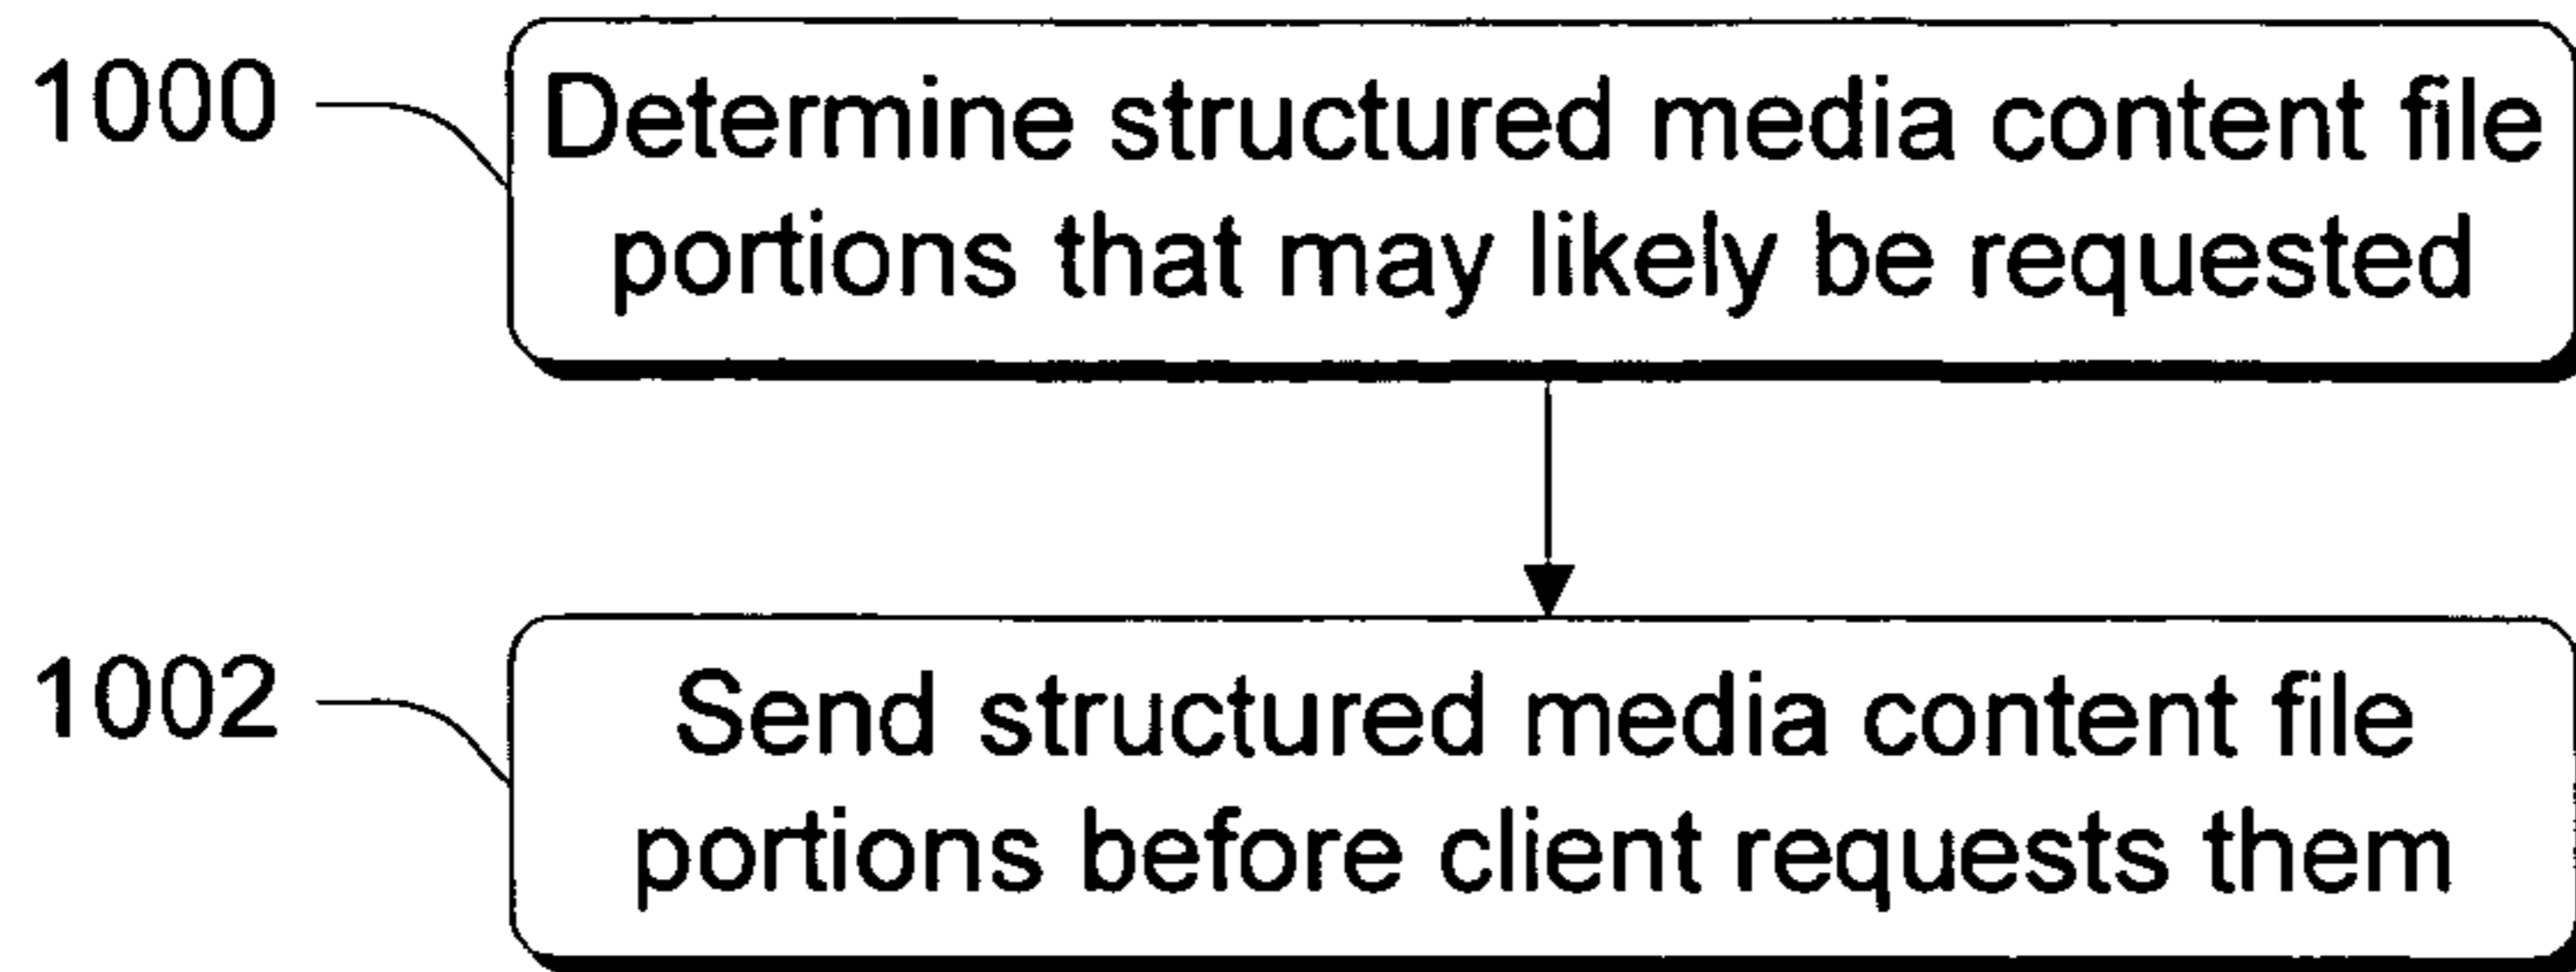 1000
Determine structured media content file
portions that may likely be requested
1002
Send structured media content file
portions before client requests them